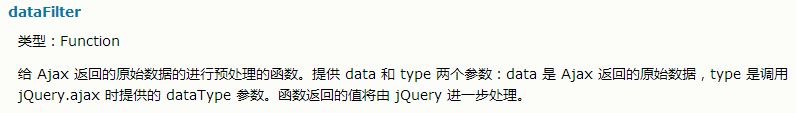 dataFilter
类型：Function
给 Ajax 返回的原始数据的进行预处理的函数。提供 data 和 type 两个参数：data 是 Ajax 返回的原始数据，type 是调用
jQuery.ajax 时提供的 dataType 参数。函数返回的值将由 jQuery 进一步处理。